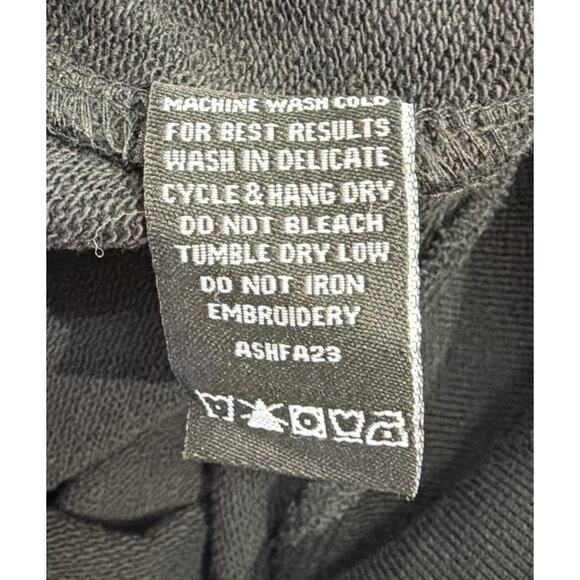 MACHINE WASH COLD
FOR BEST RESULTS
WASH IN DELICATE
CYCLE & HANG DRY
DO NOT BLEACH
TUMBLE DRY LOW
DO NOT IRON
EMBROIDERY
ASHFA23